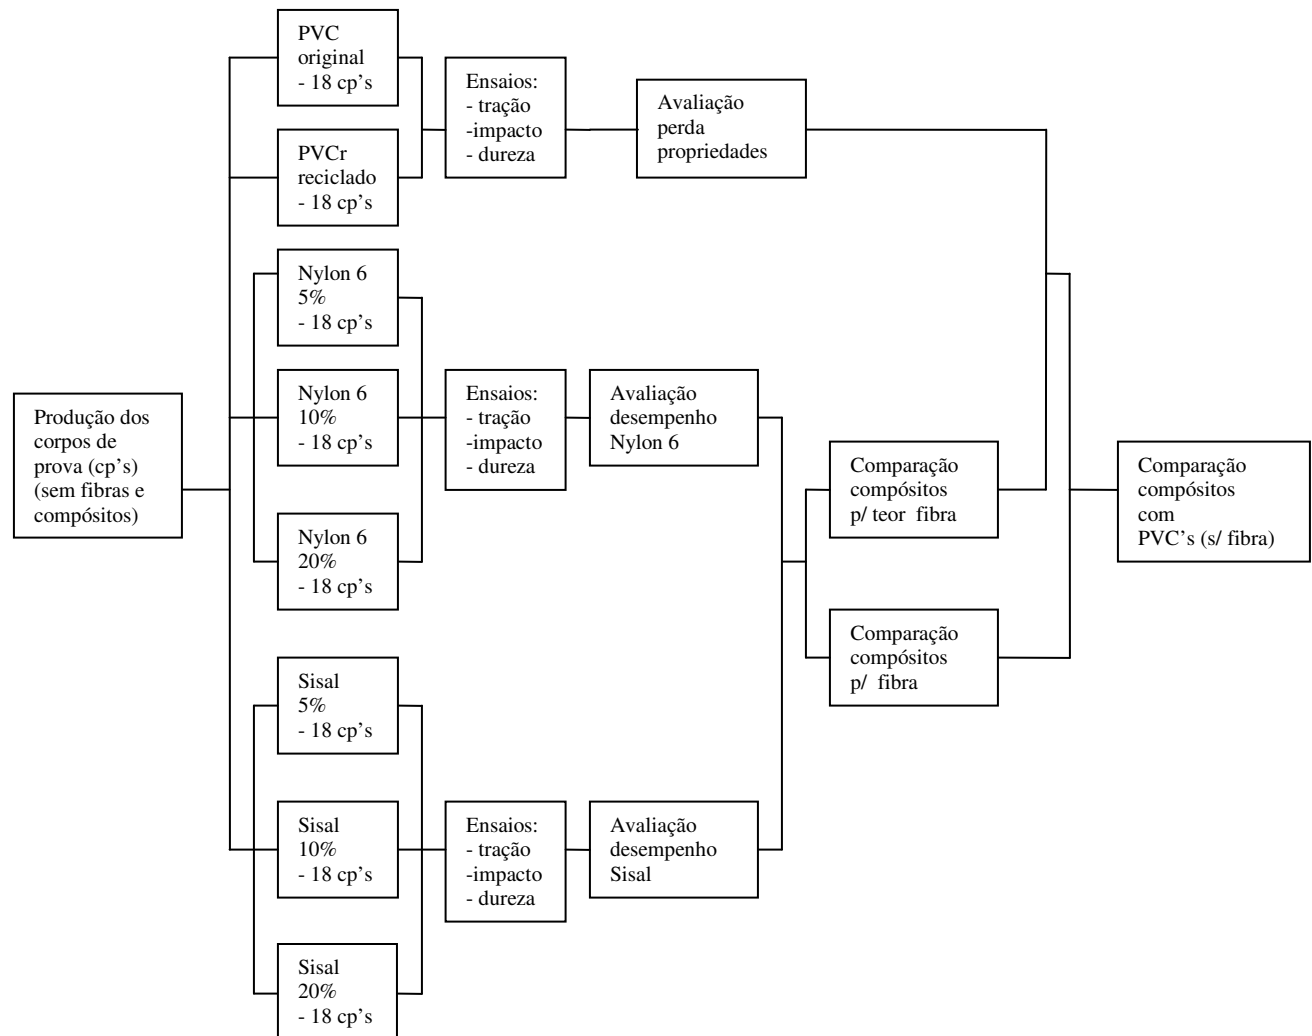 PVC
original
- 18 cp’s
PVCr
reciclado
- 18 cp’s
Ensaios:
- tração
-impacto
- dureza
Avaliação
perda
propriedades
Nylon 6
5%
- 18 cp’s
Nylon 6
10%
- 18 cp’s
Nylon 6
20%
- 18 cp’s
Ensaios:
- tração
-impacto
- dureza
Avaliação
desempenho
Nylon 6
Produção dos
corpos de
prova (cp’s)
(sem fibras e
compósitos)
Comparação
compósitos
p/ teor  fibra
Comparação
compósitos
com
PVC’s (s/ fibra)
Comparação
compósitos
p/  fibra
Sisal
5%
- 18 cp’s
Sisal
10%
- 18 cp’s
Sisal
20%
- 18 cp’s
Ensaios:
- tração
-impacto
- dureza
Avaliação
desempenho
Sisal